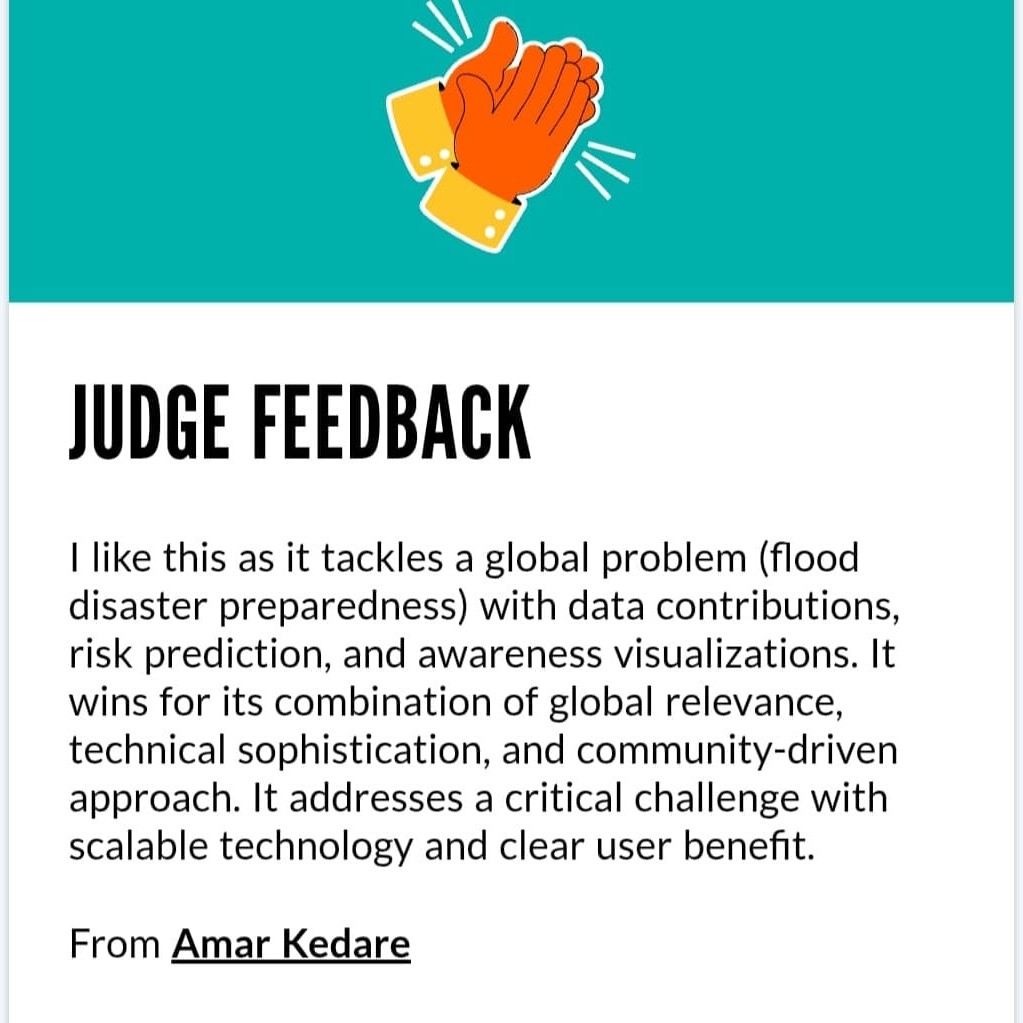 JUDGE FEEDBACK
I like this as it tackles a global problem (flood
disaster preparedness) with data contributions,
risk prediction, and awareness visualizations. It
wins for its combination of global relevance,
technical sophistication, and community-driven
approach. It addresses a critical challenge with
scalable technology and clear user benefit.
From Amar Kedare